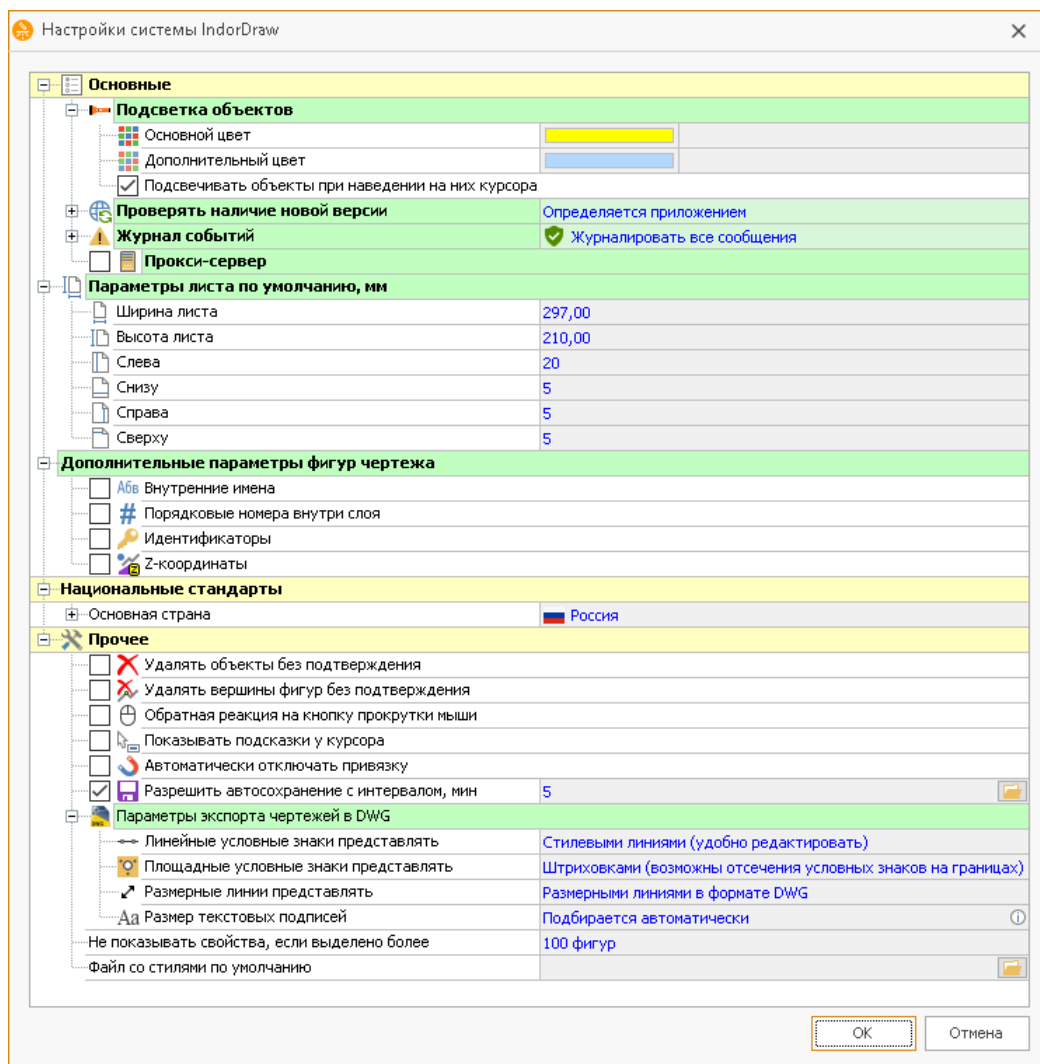 Настройки системы IndorDraw
Основные
Подсветка объектов
Основной цвет
Дополнительный цвет
Подсвечивать объекты при наведении на них курсора
Проверять наличие новой версии Определяется приложением
Журнал событий Журналировать все сообщения
Прокси-сервер
Параметры листа по умолчанию, мм
Ширина листа 297,00
Высота листа 210,00
Слева 20
Снизу 5
Справа 5
Сверху 5
Дополнительные параметры фигур чертежа
Абв Внутренние имена
# Порядковые номера внутри слоя
Идентификаторы
Z Z-координаты
Национальные стандарты
Основная страна Россия
Прочее
Удалять объекты без подтверждения
Удалять вершины фигур без подтверждения
Обратная реакция на кнопку прокрутки мыши
Показывать подсказки у курсора
Автоматически отключать привязку
Разрешить автосохранение с интервалом, мин 5
DWG Параметры экспорта чертежей в DWG
Линейные условные знаки представлять Стилевыми линиями (удобно редактировать)
Площадные условные знаки представлять Штриховками (возможны отсечения условных знаков на границах)
Размерные линии представлять Размерными линиями в формате DWG
Аа Размер текстовых подписей Подбирается автоматически
Не показывать свойства, если выделено более 100 фигур
Файл со стилями по умолчанию
ОК Отмена